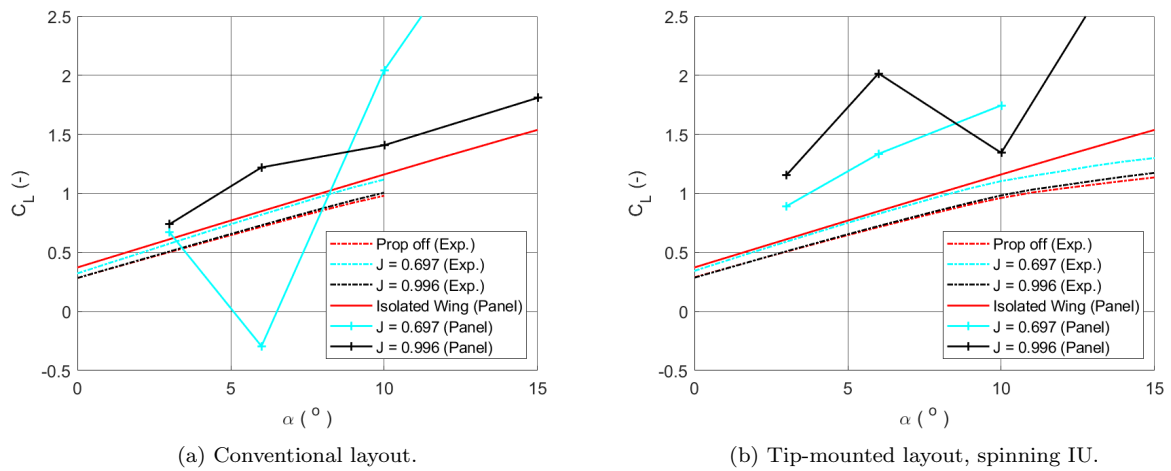 2.5
2
1.5
1
0.5
0
-0.5
C_L (-)
0
5
10
15
α ( º )
Prop off (Exp.)
J = 0.697 (Exp.)
J = 0.996 (Exp.)
Isolated Wing (Panel)
J = 0.697 (Panel)
J = 0.996 (Panel)
(a) Conventional layout.
2.5
2
1.5
1
0.5
0
-0.5
C_L (-)
0
5
10
15
α ( º )
Prop off (Exp.)
J = 0.697 (Exp.)
J = 0.996 (Exp.)
Isolated Wing (Panel)
J = 0.697 (Panel)
J = 0.996 (Panel)
(b) Tip-mounted layout, spinning IU.